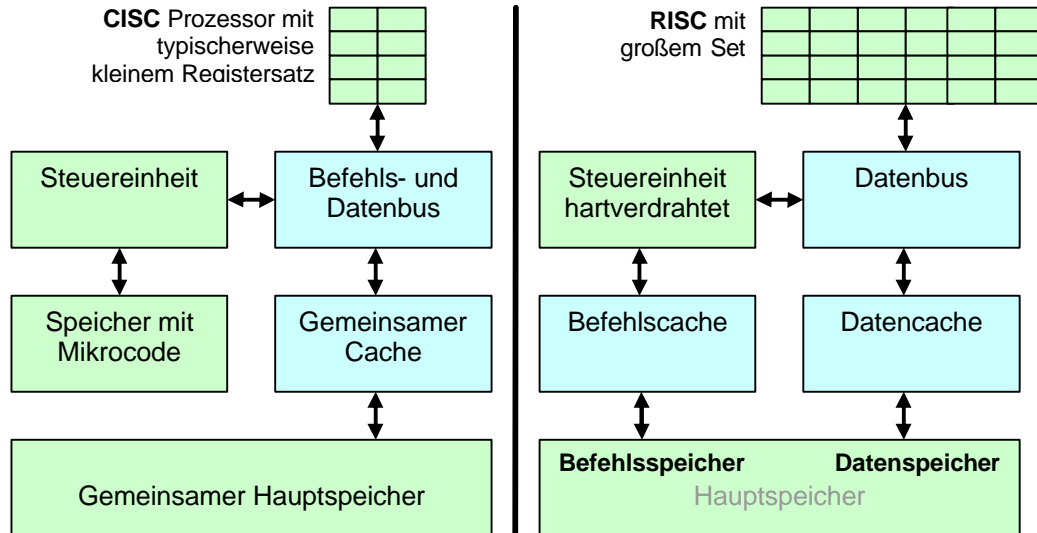 CISC Prozessor mit
typischerweise
kleinem Registersatz
Steuereinheit
Befehls- und
Datenbus
Speicher mit
Mikrocode
Gemeinsamer
Cache
Gemeinsamer Hauptspeicher
RISC mit
großem Set
Steuereinheit
hartverdrahtet
Datenbus
Befehlscache
Datencache
Befehlsspeicher
Datenspeicher
Hauptspeicher